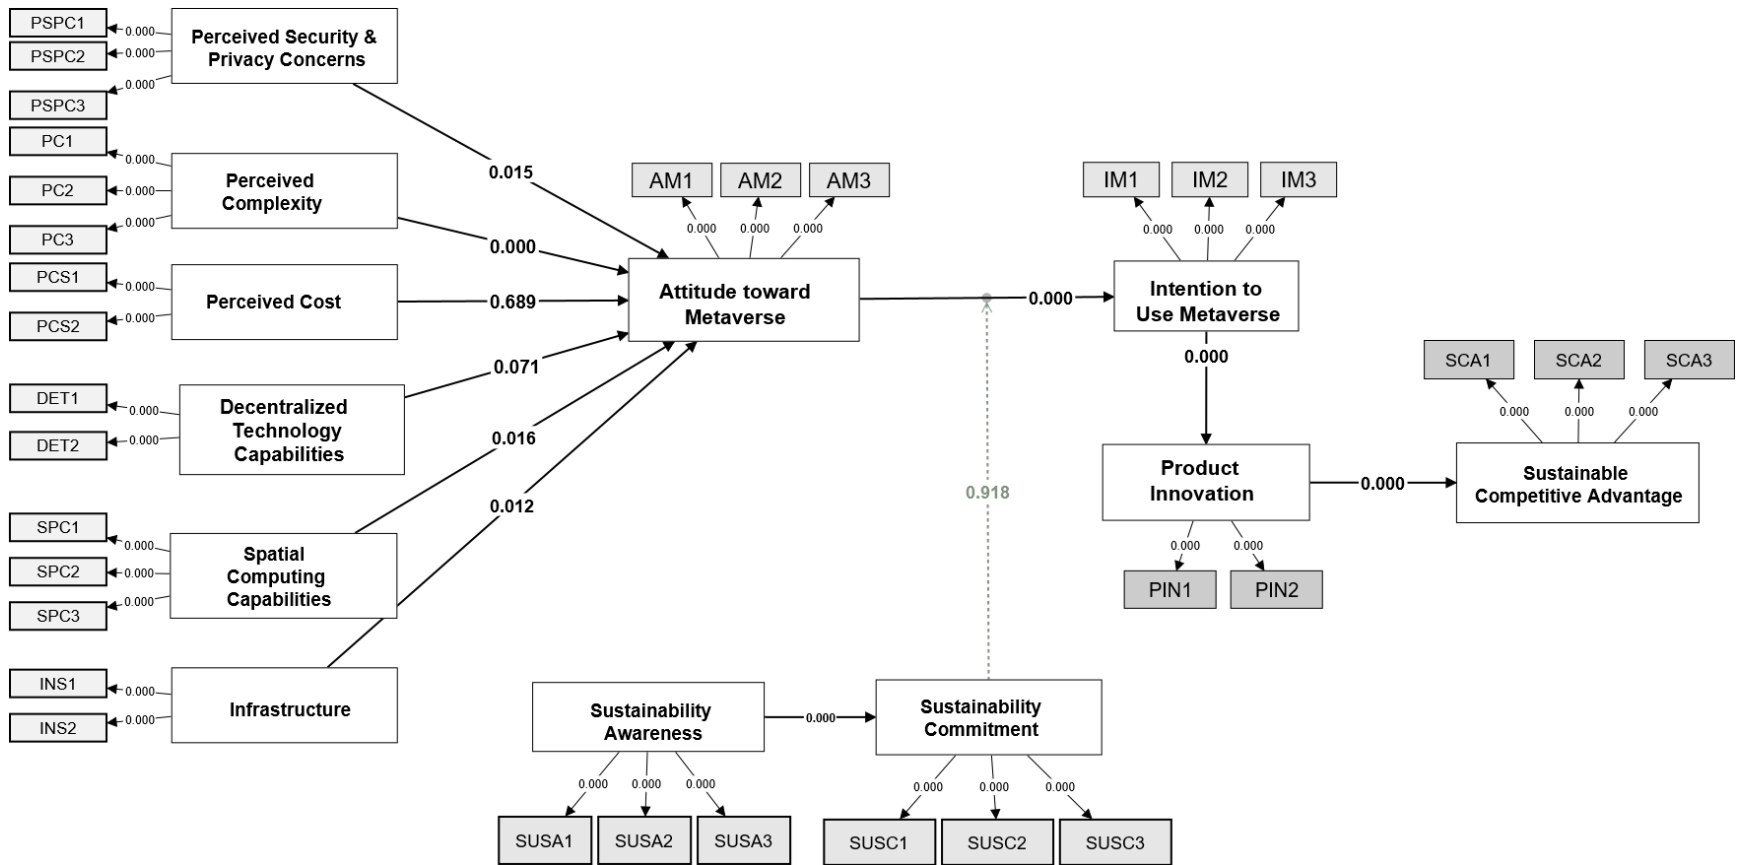 PSPC1
0.000
PSPC2
0.000
PSPC3
0.000
Perceived Security &
Privacy Concerns
0.015
PC1
0.000
PC2
0.000
PC3
0.000
Perceived
Complexity
0.000
PCS1
0.000
PCS2
0.000
Perceived Cost
0.689
DET1
0.000
DET2
0.000
Decentralized
Technology
Capabilities
0.071
SPC1
0.000
SPC2
0.000
SPC3
0.000
Spatial
Computing
Capabilities
0.016
INS1
0.000
INS2
0.000
Infrastructure
0.012
AM1
AM2
AM3
0.000
0.000
0.000
Attitude toward
Metaverse
0.000
IM1
IM2
IM3
0.000
0.000
0.000
Intention to
Use Metaverse
0.000
Product
Innovation
0.000
0.000
0.000
PIN1
PIN2
SCA1
SCA2
SCA3
0.000
0.000
0.000
Sustainable
Competitive Advantage
0.918
Sustainability
Awareness
0.000
Sustainability
Commitment
0.000
0.000
0.000
SUSA1
SUSA2
SUSA3
0.000
0.000
0.000
SUSC1
SUSC2
SUSC3